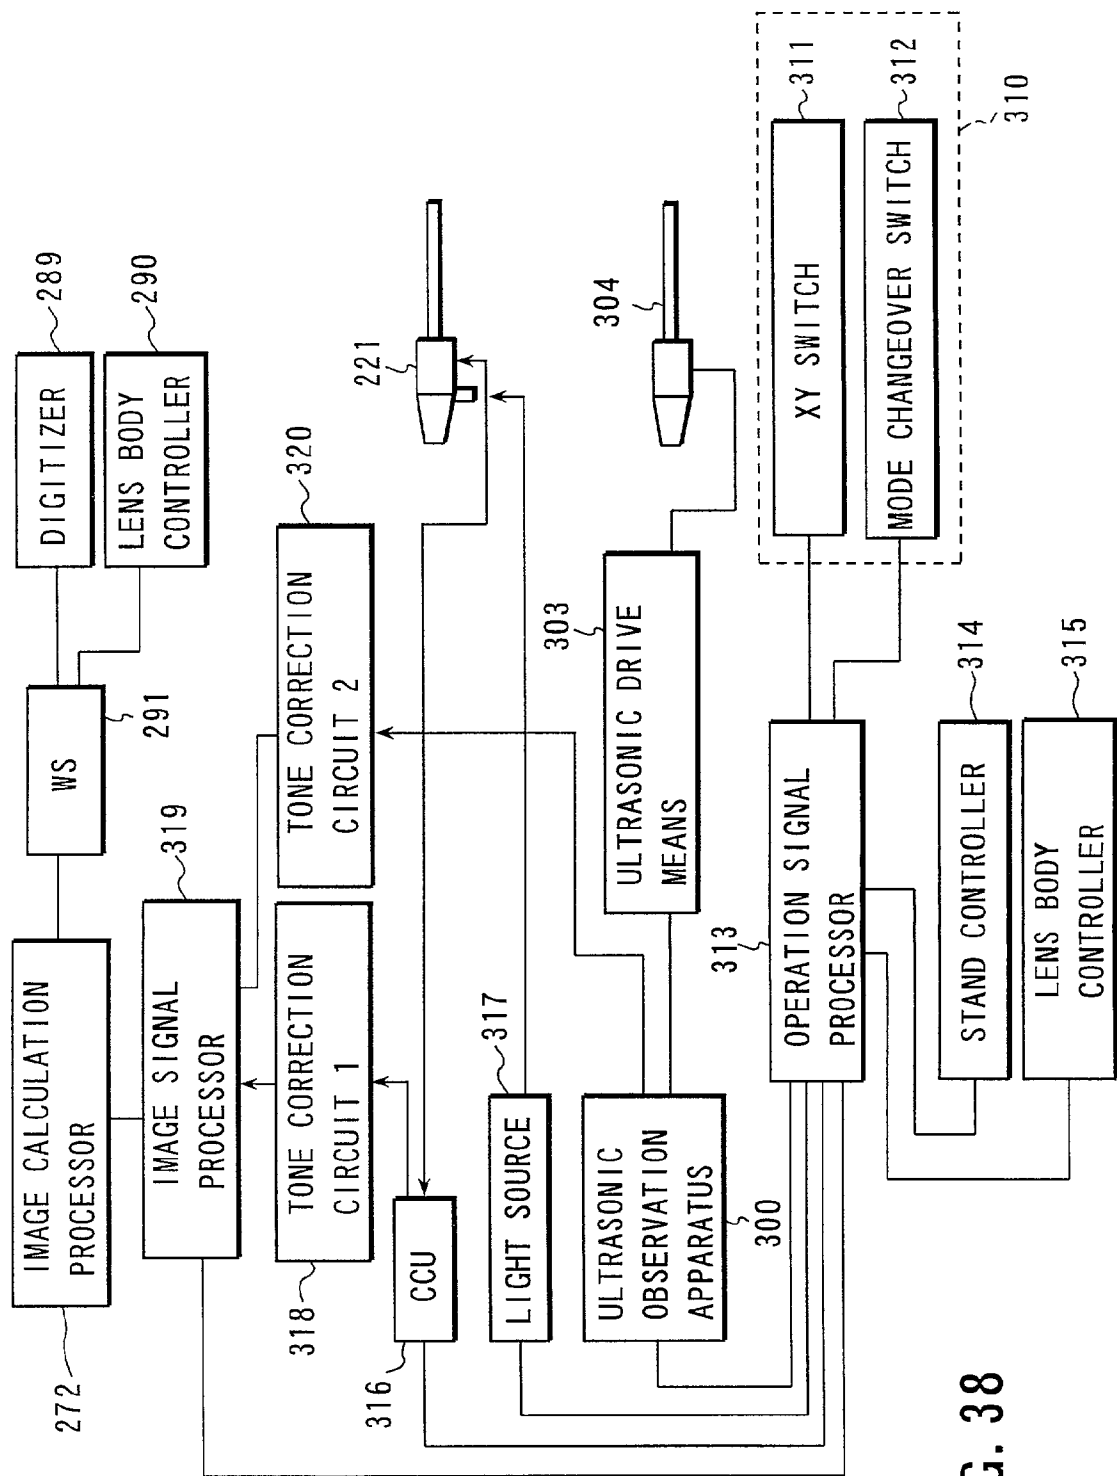 272
IMAGE CALCULATION
PROCESSOR
WS
291
DIGITIZER
289
LENS BODY
CONTROLLER
290
IMAGE SIGNAL
PROCESSOR
319
318
TONE CORRECTION
CIRCUIT 1
TONE CORRECTION
CIRCUIT 2
320
316
CCU
221
LIGHT SOURCE
317
ULTRASONIC
OBSERVATION
APPARATUS
300
303
ULTRASONIC DRIVE
MEANS
304
313
OPERATION SIGNAL
PROCESSOR
XY SWITCH
311
MODE CHANGEOVER SWITCH
312
310
STAND CONTROLLER
314
LENS BODY
CONTROLLER
315
G. 38